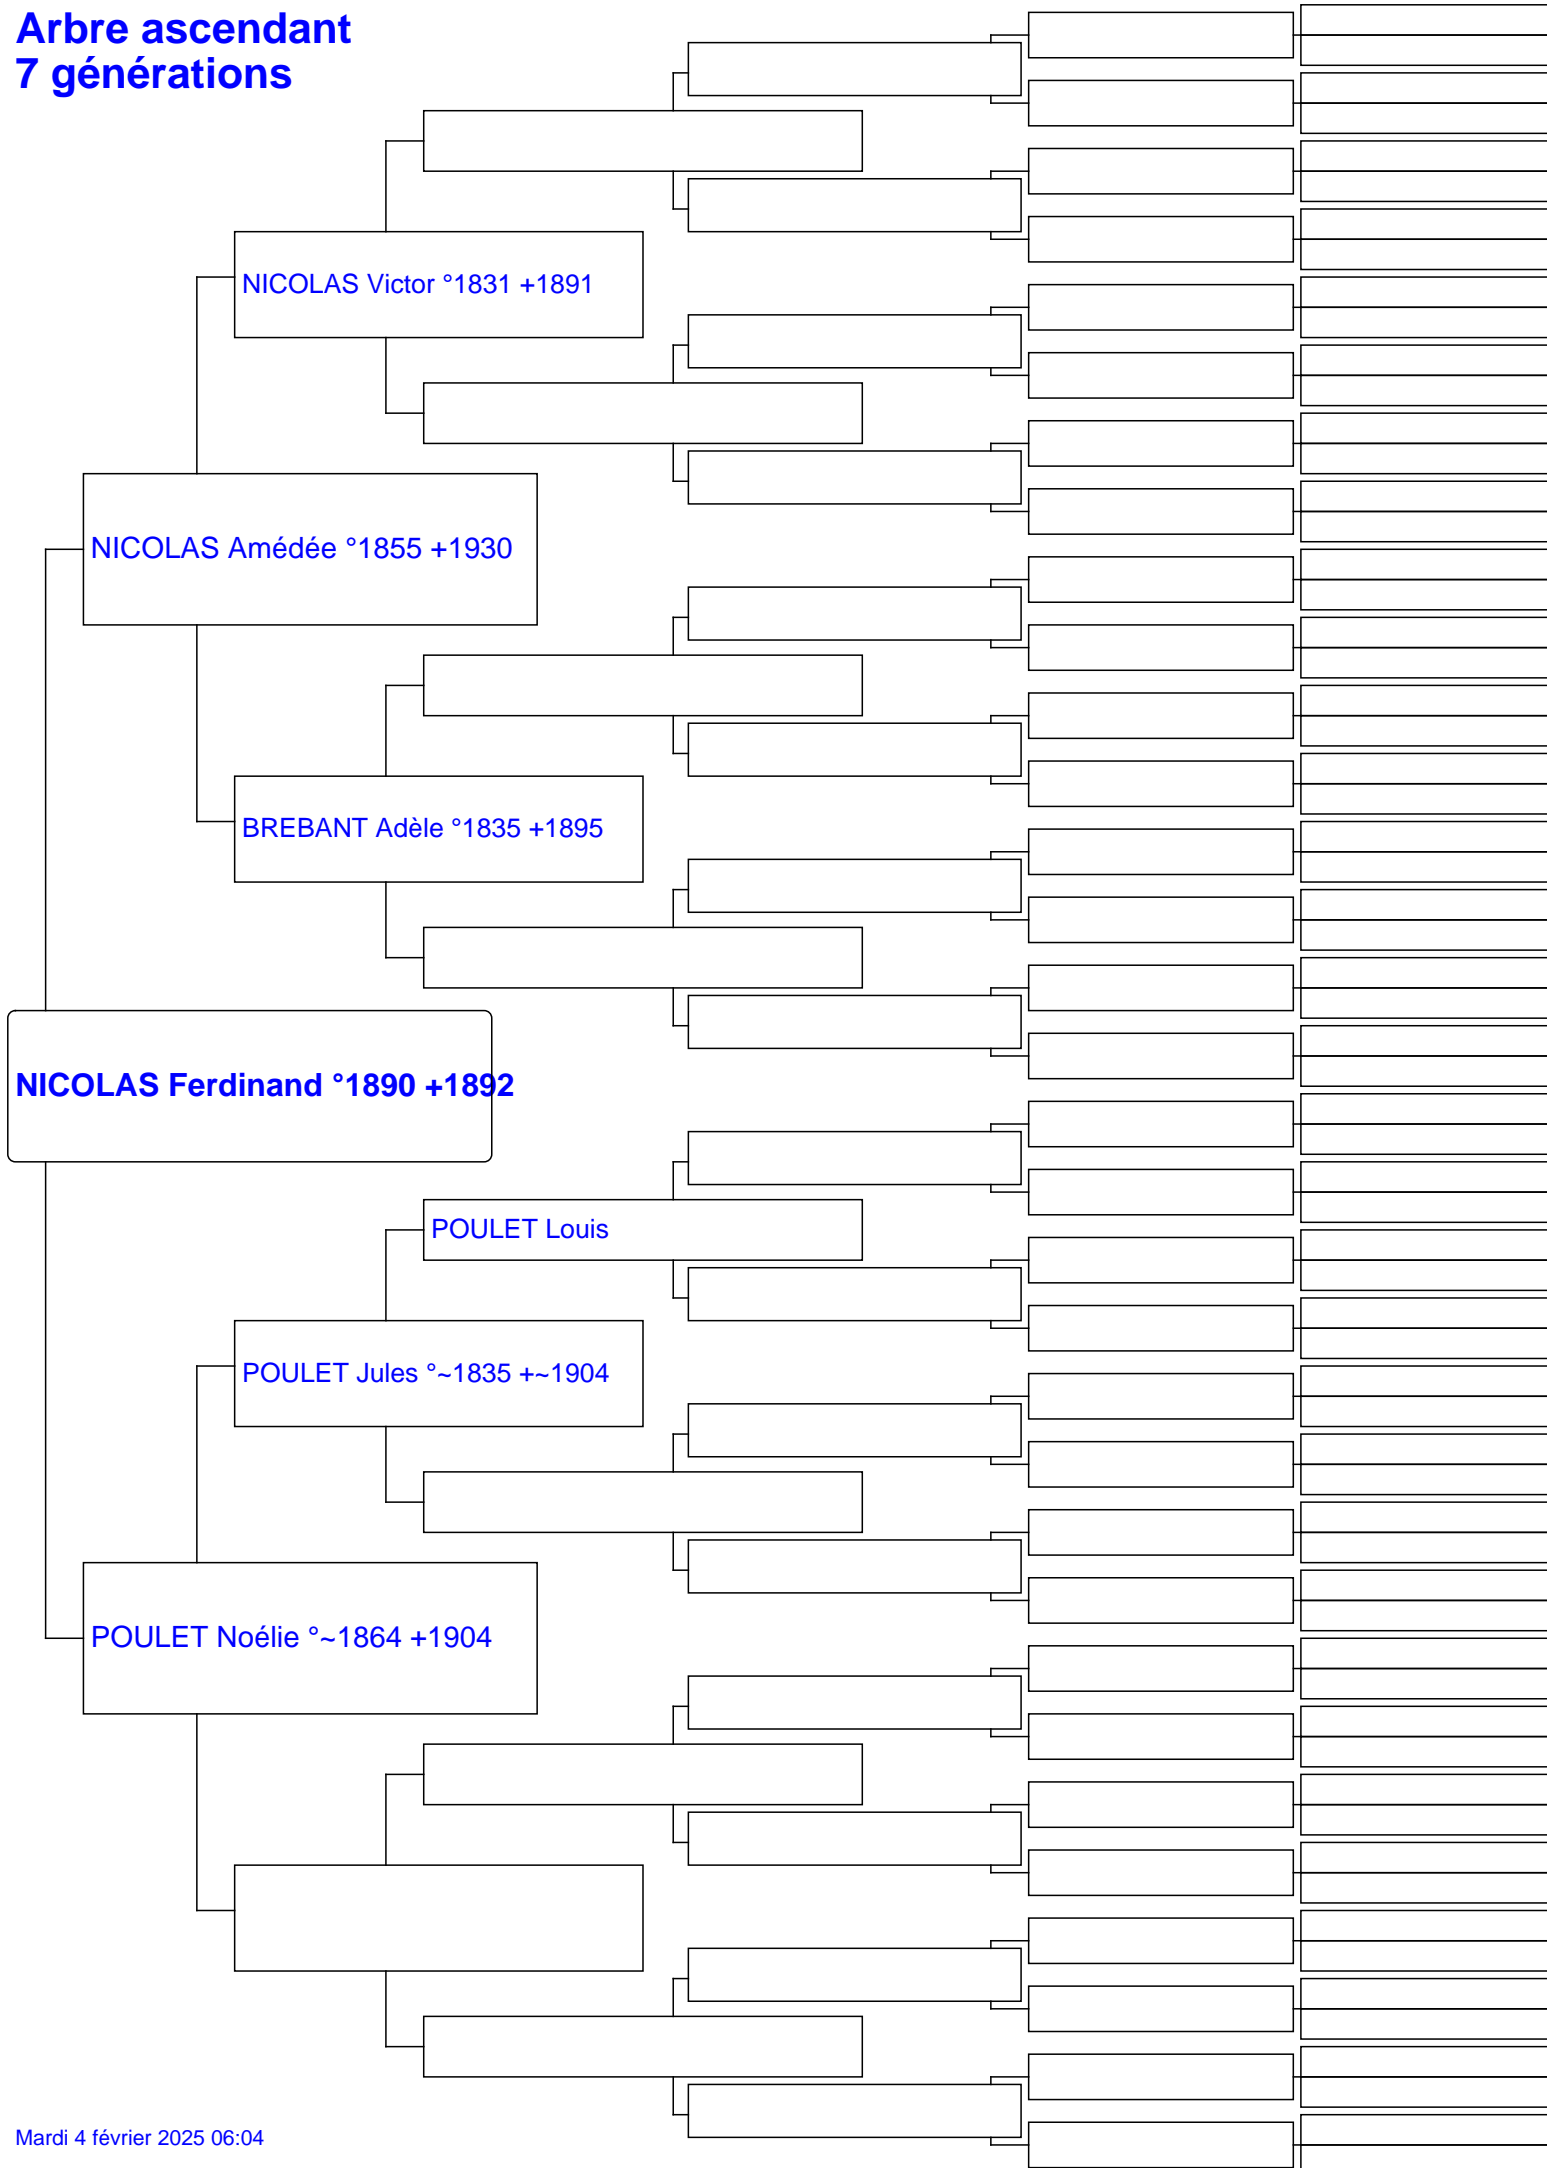 Arbre ascendant
7 générations
NICOLAS Victor °1831 +1891
NICOLAS Amédée °1855 +1930
BREBANT Adèle °1835 +1895
NICOLAS Ferdinand °1890 +1892
POULET Louis
POULET Jules °~1835 +~1904
POULET Noélie °~1864 +1904
Mardi 4 février 2025 06:04